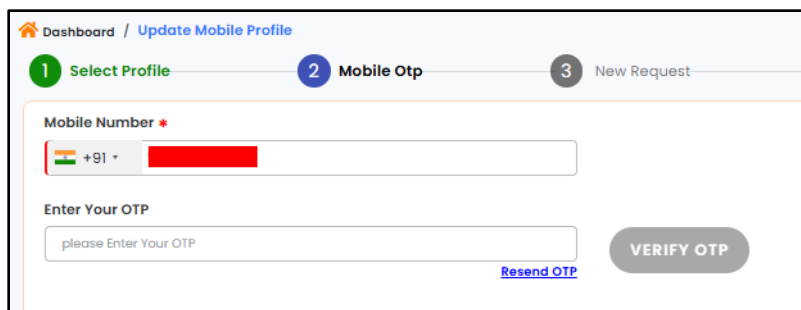 Dashboard / Update Mobile Profile
1 Select Profile 2 Mobile Otp 3 New Request
Mobile Number *
+91
Enter Your OTP
please Enter Your OTP
VERIFY OTP
Resend OTP